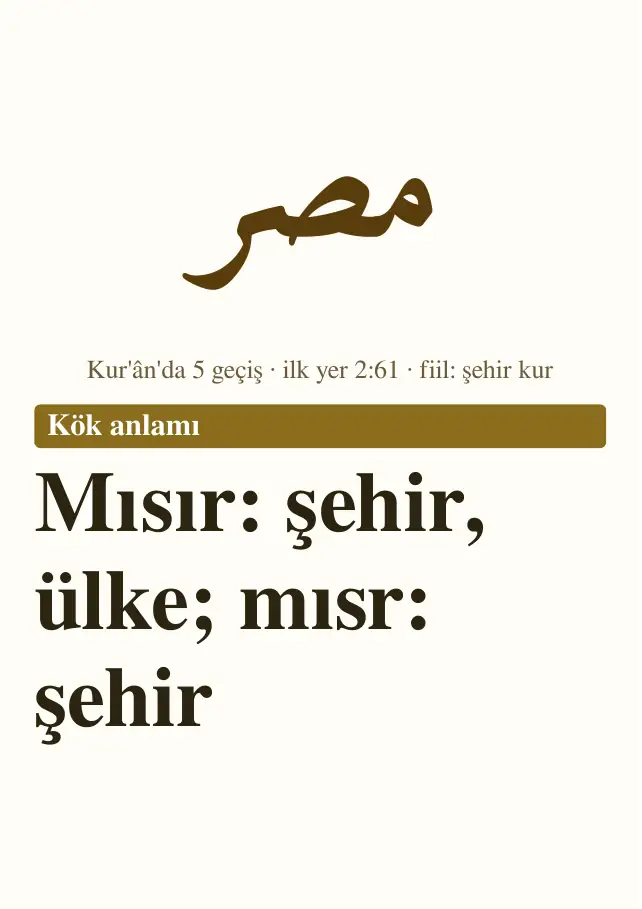 مصر
Kur'ân'da 5 geçiş · ilk yer 2:61 · fiil: şehir kur
Kök anlamı
Mısır: şehir,
ülke; mısr:
şehir